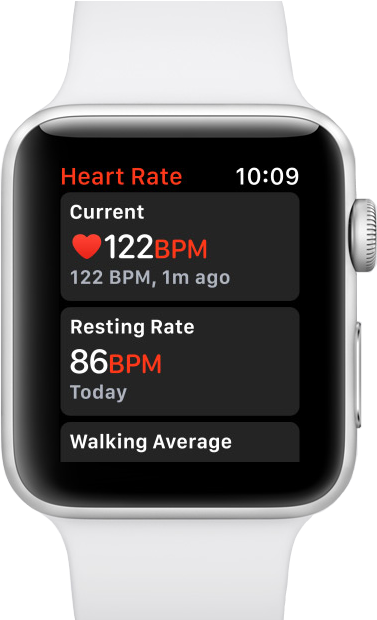 Heart Rate 10:09
Current
122BPM
122 BPM, 1m ago
Resting Rate
86BPM
Today
Walking Average